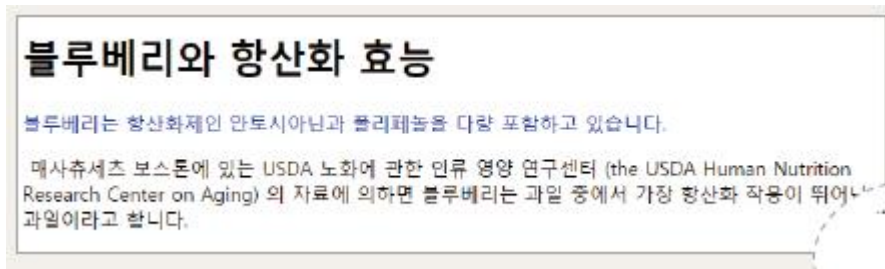 블루베리와 항산화 효능
블루베리는 항산화제인 안토시아닌과 폴리페놀을 다량 포함하고 있습니다.
매사츄세츠 보스톤에 있는 USDA 노화에 관한 인류 영양 연구센터 (the USDA Human Nutrition
Research Center on Aging) 의 자료에 의하면 블루베리는 과일 중에서 가장 항산화 작용이
과일이라고 합니다.